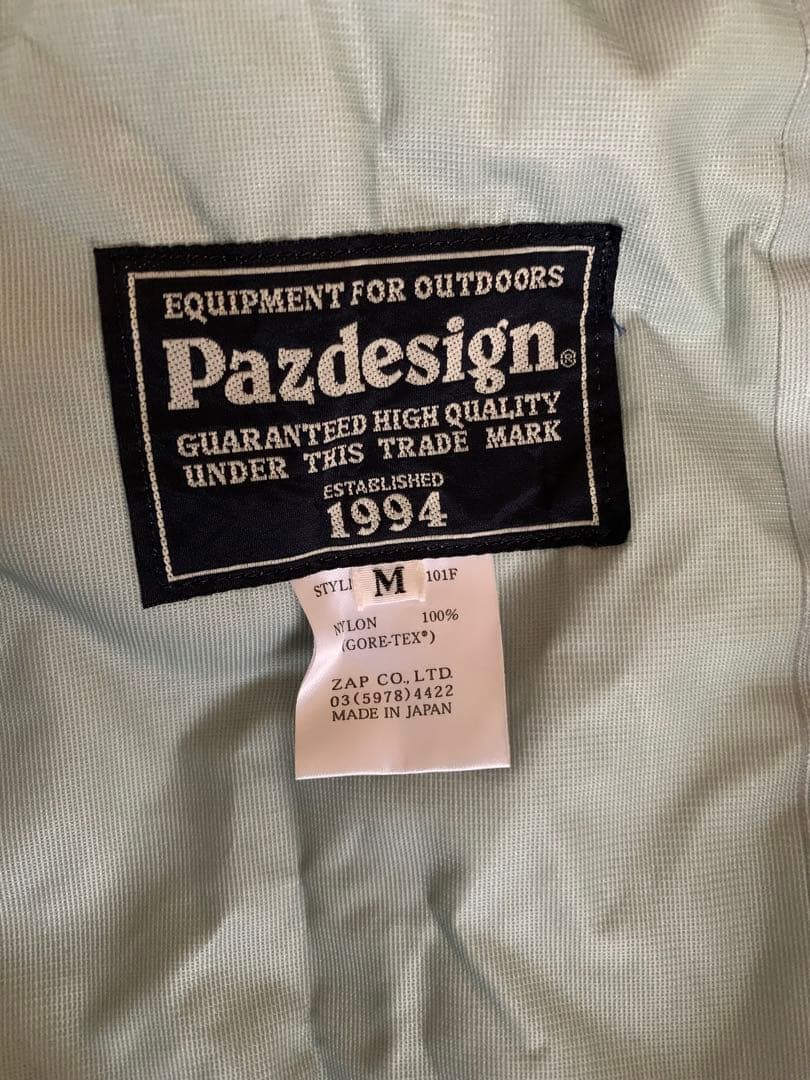 EQUIPMENT FOR OUTDOORS
Pazdesign®
GUARANTEED HIGH QUALITY
UNDER THIS TRADE MARK
ESTABLISHED
1994
M
101F
NYLON 100%
(GORE-TEX®)
ZAP CO., LTD.
03(5978)4422
MADE IN JAPAN